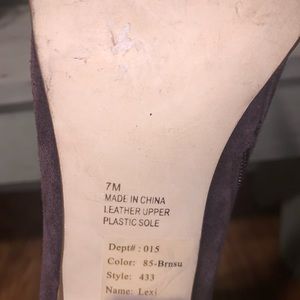 7M
MADE IN CHINA
LEATHER UPPER
PLASTIC SOLE
Dept# : 015
Color: 85-Brnsu
Style: 433
Name: Lexi